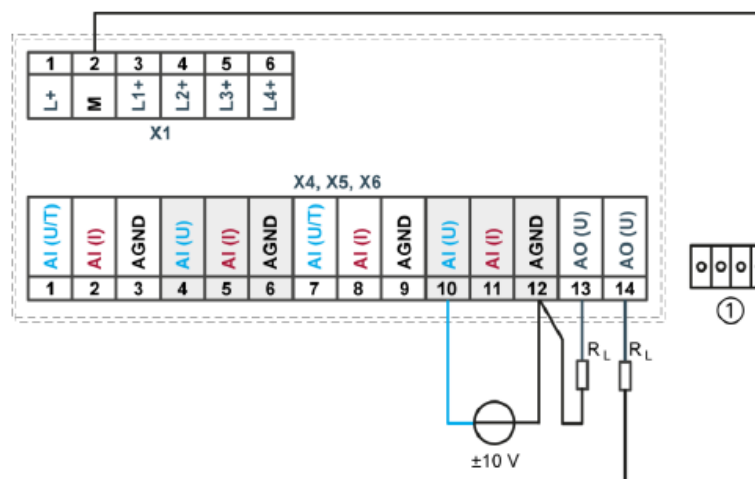 1 2 3 4 5 6
L+ M L1+ L2+ L3+ L4+
X1
X4, X5, X6
AI (U/T) AI (I) AGND AI (U) AI (I) AGND AI (U/T) AI (I) AGND AI (U) AI (I) AGND AO (U) AO (U)
1 2 3 4 5 6 7 8 9 10 11 12 13 14
①
R L R L
±10 V